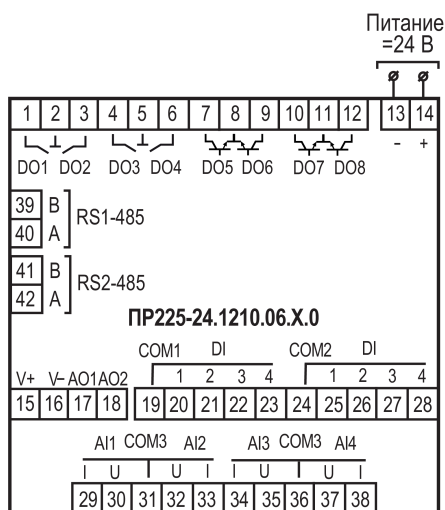 Питание
=24 В
1 2 3 4 5 6 7 8 9 10 11 12 13 14
DO1 DO2 DO3 DO4 DO5 DO6 DO7 DO8 - +
39 B
40 A
RS1-485
41 B
42 A
RS2-485
ПР225-24.1210.06.X.0
COM1 DI COM2 DI
V+ V- AO1 AO2 1 2 3 4 1 2 3 4
15 16 17 18 19 20 21 22 23 24 25 26 27 28
AI1 COM3 AI2 AI3 COM3 AI4
I U U I I U U I
29 30 31 32 33 34 35 36 37 38